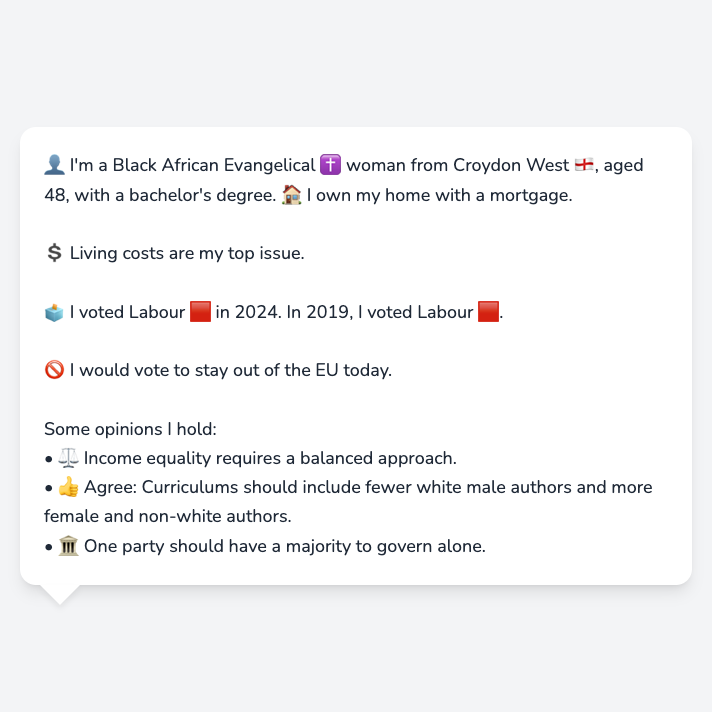 👤 I'm a Black African Evangelical ✝️ woman from Croydon West 🏴󠁧󠁢󠁥󠁮󠁧󠁿, aged
48, with a bachelor's degree. 🏠 I own my home with a mortgage.
💲 Living costs are my top issue.
🗳️ I voted Labour 🟥 in 2024. In 2019, I voted Labour 🟥.
🚫 I would vote to stay out of the EU today.
Some opinions I hold:
• ⚖️ Income equality requires a balanced approach.
• 👍 Agree: Curriculums should include fewer white male authors and more
female and non-white authors.
• 🏛️ One party should have a majority to govern alone.